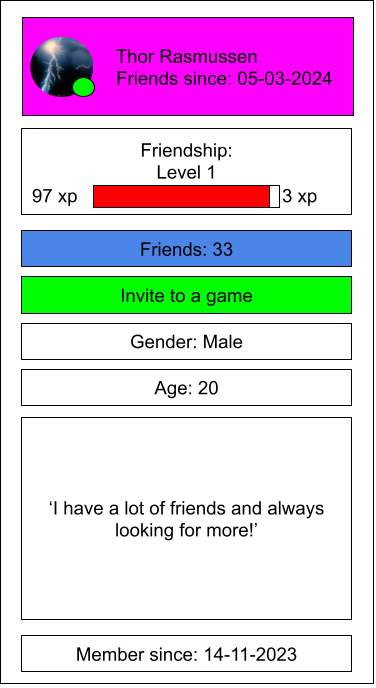 Thor Rasmussen
Friends since: 05-03-2024
Friendship:
Level 1
97 xp 3 xp
Friends: 33
Invite to a game
Gender: Male
Age: 20
‘I have a lot of friends and always
looking for more!’
Member since: 14-11-2023